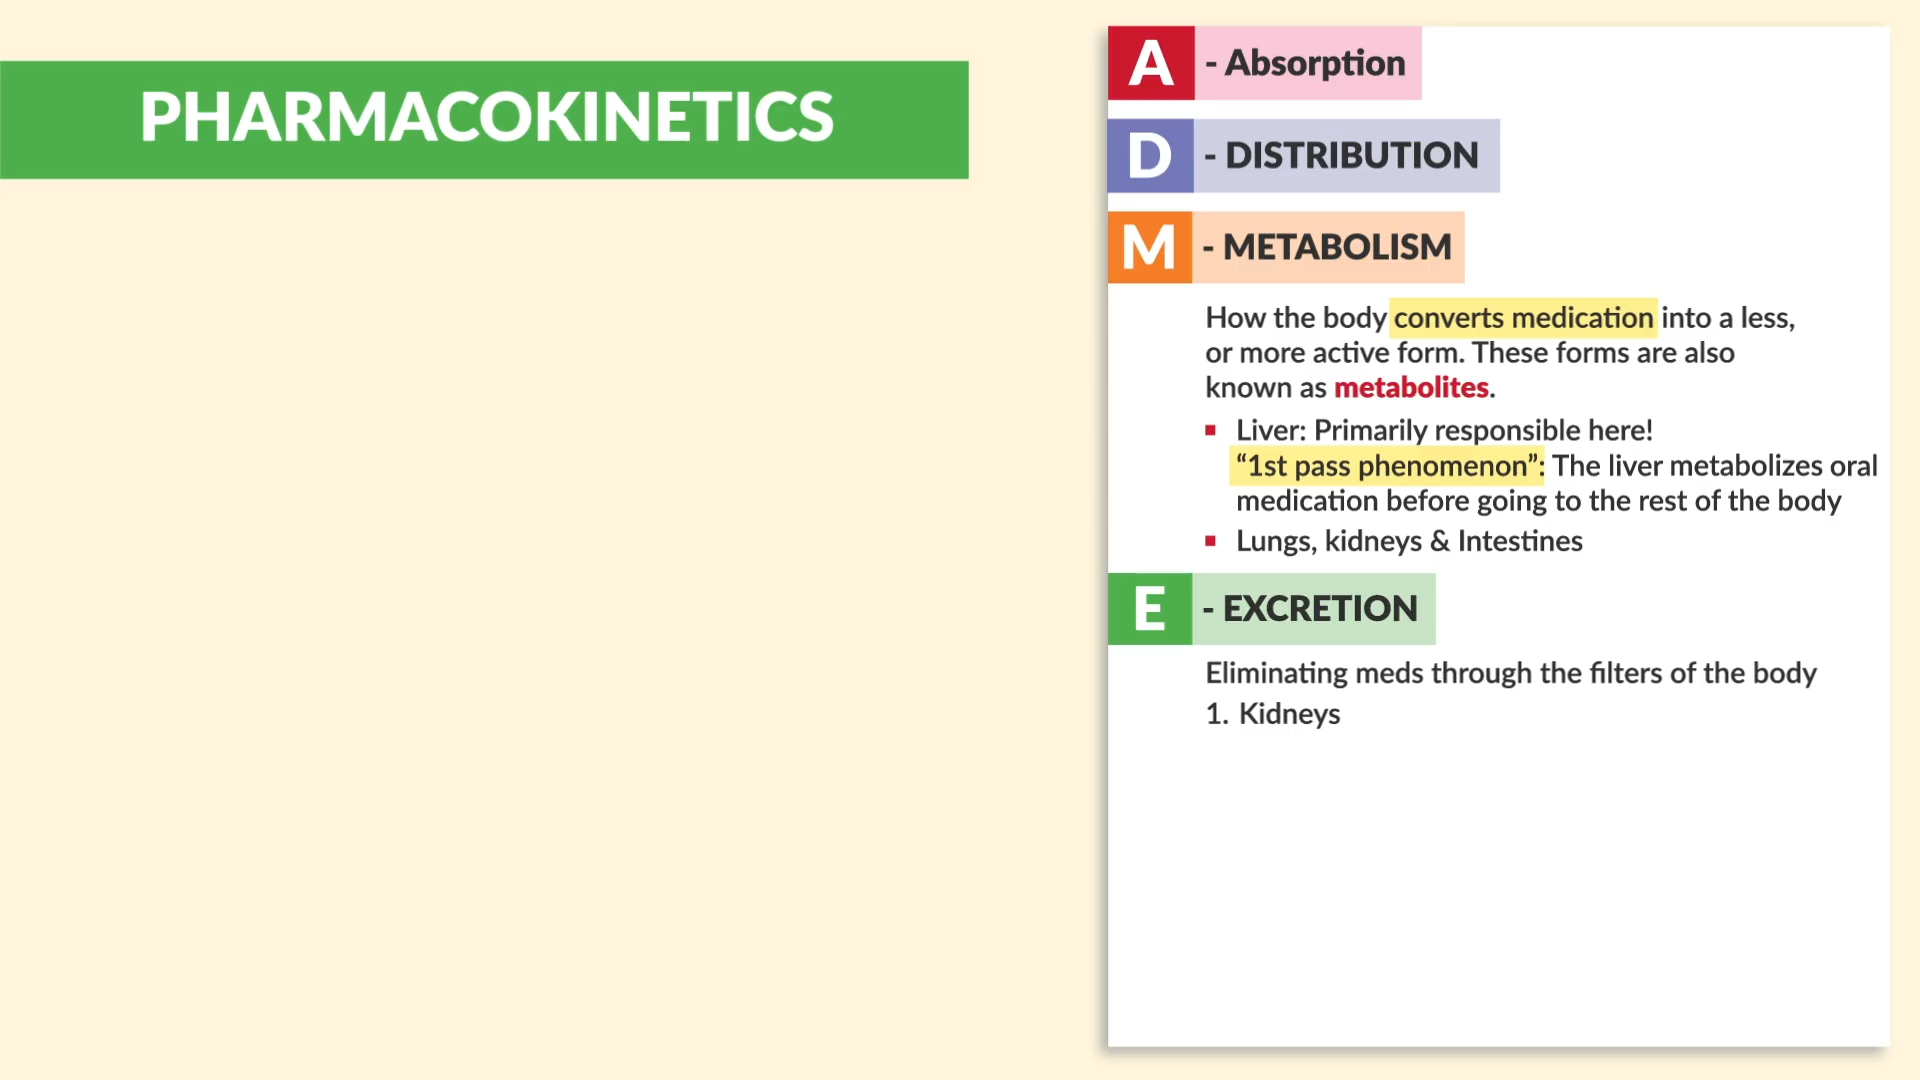 PHARMACOKINETICS
A - Absorption
D - DISTRIBUTION
M - METABOLISM
How the body converts medication into a less,
or more active form. These forms are also
known as metabolites.
▪ Liver: Primarily responsible here!
“1st pass phenomenon”: The liver metabolizes oral
medication before going to the rest of the body
▪ Lungs, kidneys & Intestines
E - EXCRETION
Eliminating meds through the filters of the body
1. Kidneys